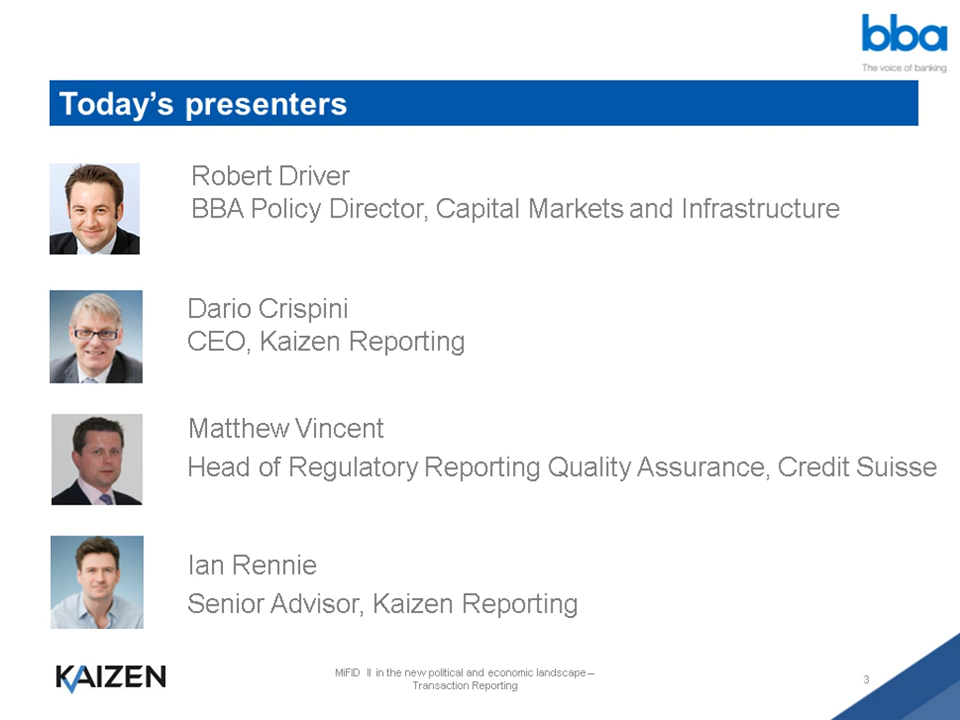 bba
The voice of banking
Today's presenters
Robert Driver
BBA Policy Director, Capital Markets and Infrastructure
Dario Crispini
CEO, Kaizen Reporting
Matthew Vincent
Head of Regulatory Reporting Quality Assurance, Credit Suisse
Ian Rennie
Senior Advisor, Kaizen Reporting
KAIZEN
MiFID II in the new political and economic landscape –
Transaction Reporting
3